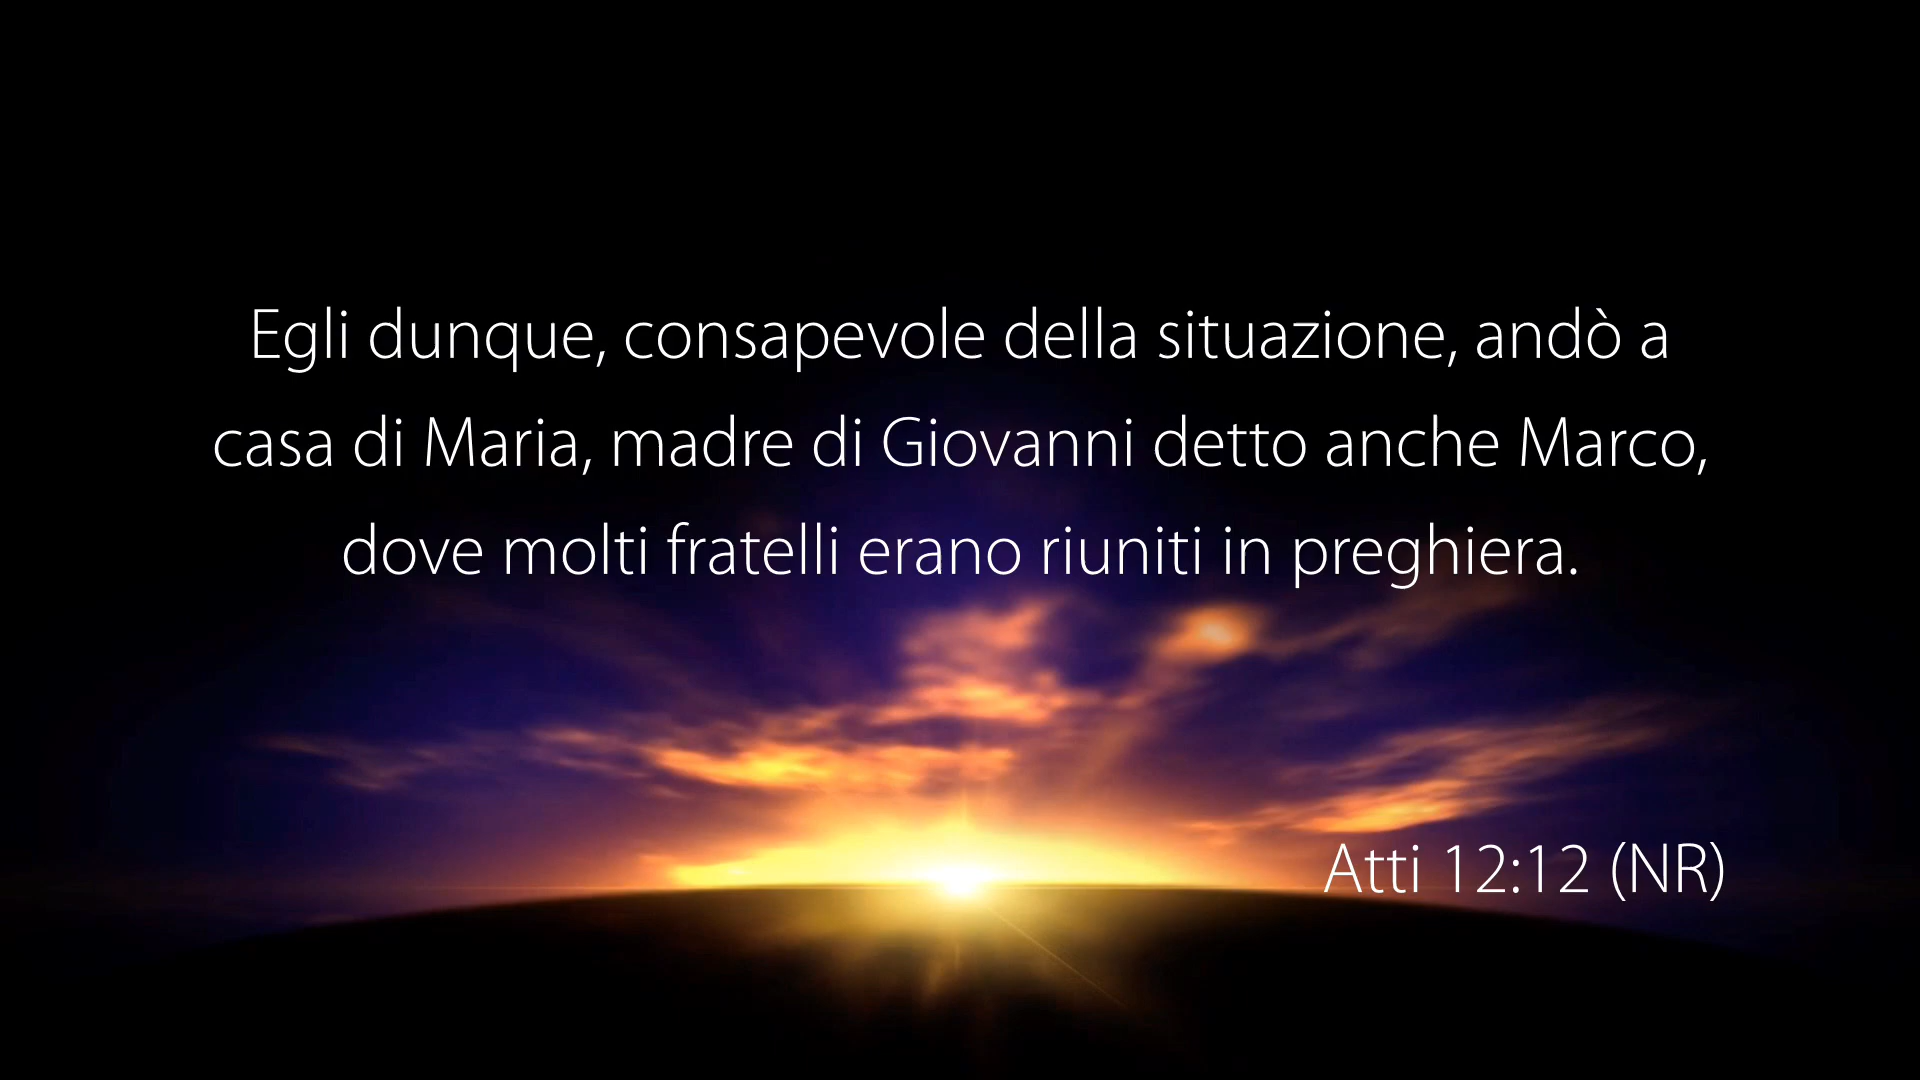 Egli dunque, consapevole della situazione, andò a
casa di Maria, madre di Giovanni detto anche Marco,
dove molti fratelli erano riuniti in preghiera.
Atti 12:12 (NR)